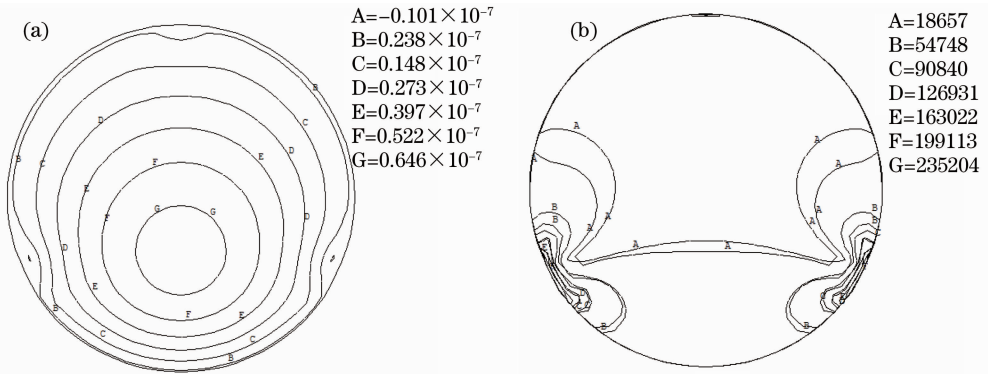 (a)
A=−0.101×10⁻⁷
B=0.238×10⁻⁷
C=0.148×10⁻⁷
D=0.273×10⁻⁷
E=0.397×10⁻⁷
F=0.522×10⁻⁷
G=0.646×10⁻⁷
B
D
C
B
C
F
E
D
E
F
G
G
D
D
E
B
F
E
C
C
B
(b)
A=18657
B=54748
C=90840
D=126931
E=163022
F=199113
G=235204
A
A
A
A
A
A
A
A
A
A
B
B
B
B
B
B